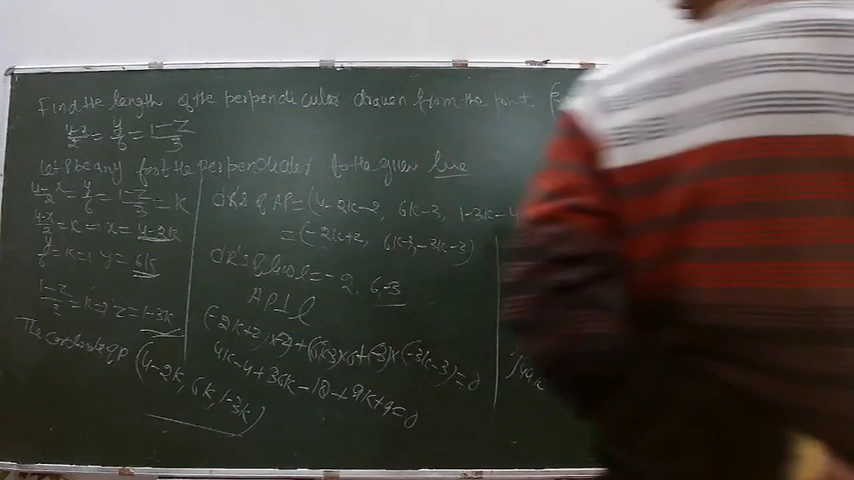 Find the length of the perpendicular drawn from the point (
4-x/2 = y/6 = 1-z/3
let P be any foot the perpendicular to the given line
4-x/2 = y/6 = 1-z/3 = K
4-x/2 = K => x = 4-2K
y/6 = K => y = 6K
1-z/3 = K => z = 1-3K
The cordinate of P (4-2K, 6K, 1-3K)
d.r's of AP = (4-2K-2, 6K-3, 1-3K-4
= (-2K+2, 6K-3, -3K-3)
d.r's of line = -2, 6, -3
AP ⊥ l
(-2K+2)x-2) + (6K-3)x6 + (-3)x(-3K-3) = 0
4K-4+36K-18+9K+9=0